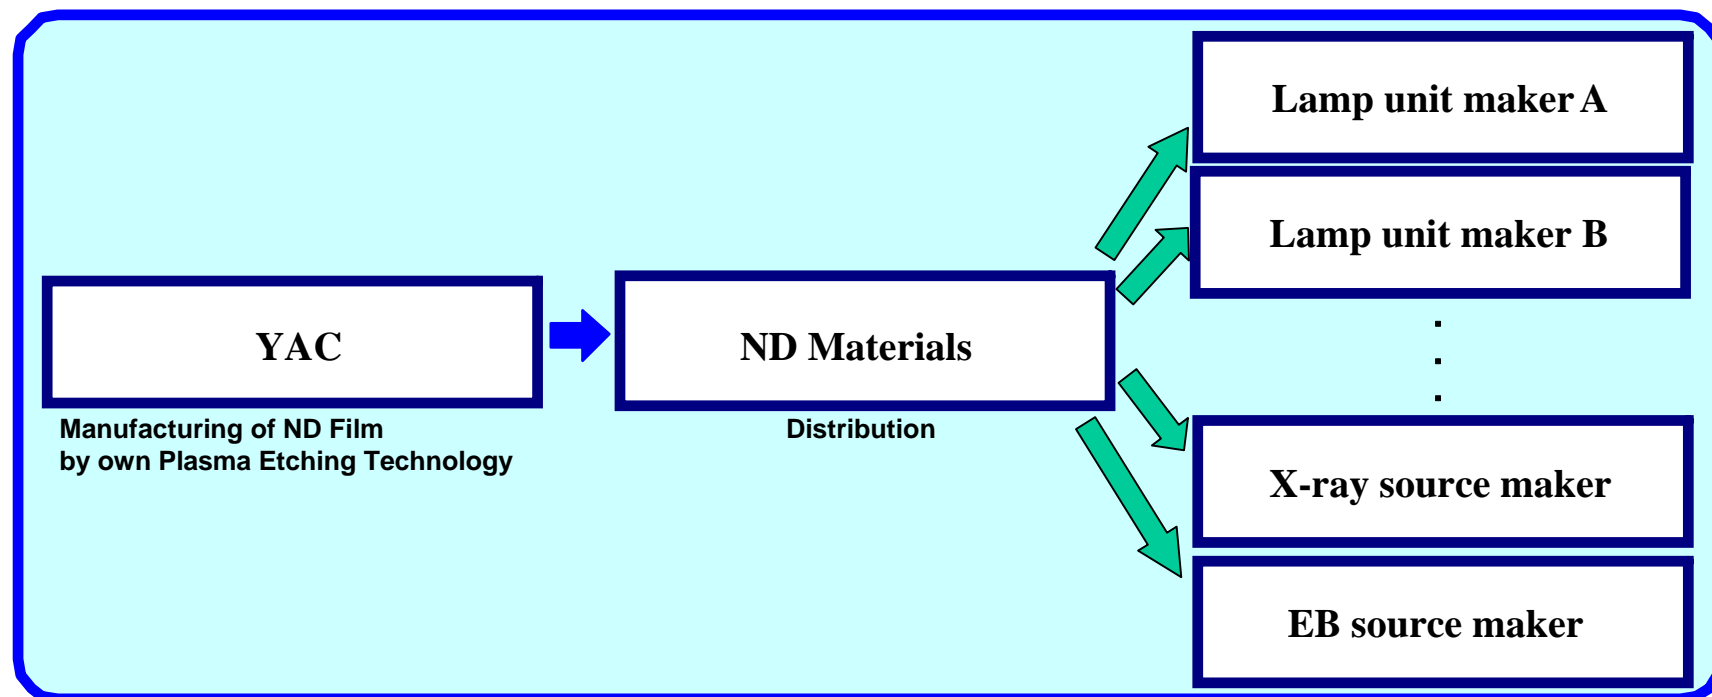 Lamp unit maker A
Lamp unit maker B
YAC
ND Materials
Manufacturing of ND Film
by own Plasma Etching Technology
Distribution
X-ray source maker
EB source maker